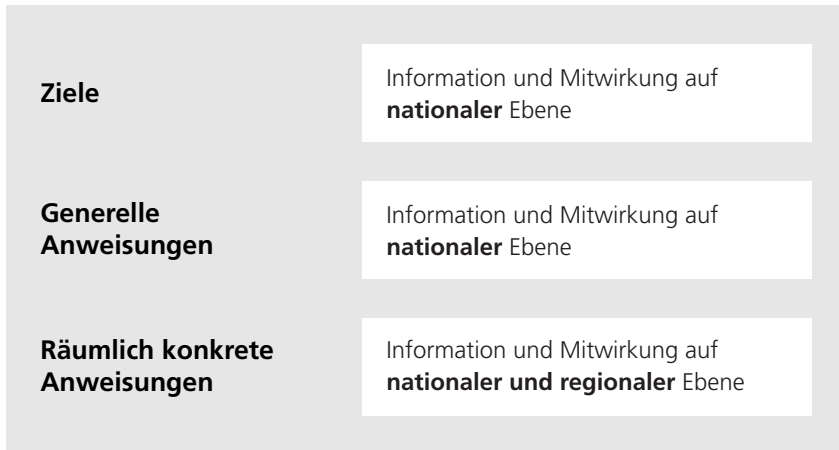 Ziele
Information und Mitwirkung auf
nationaler Ebene
Generelle
Anweisungen
Information und Mitwirkung auf
nationaler Ebene
Räumlich konkrete
Anweisungen
Information und Mitwirkung auf
nationaler und regionaler Ebene